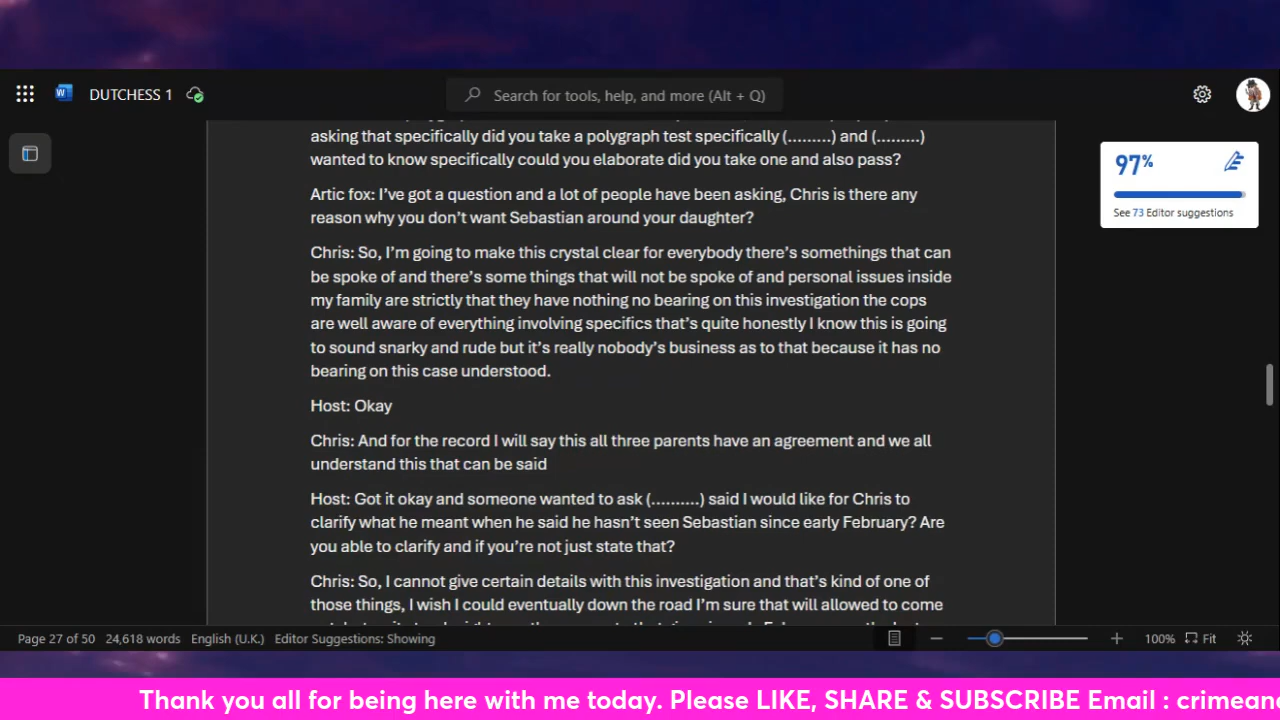 DUTCHESS 1
Search for tools, help, and more (Alt + Q)
asking that specifically did you take a polygraph test specifically (.........) and (.........)
wanted to know specifically could you elaborate did you take one and also pass?
Artic fox: I've got a question and a lot of people have been asking, Chris is there any
reason why you don't want Sebastian around your daughter?
Chris: So, I'm going to make this crystal clear for everybody there's somethings that can
be spoke of and there's some things that will not be spoke of and personal issues inside
my family are strictly that they have nothing no bearing on this investigation the cops
are well aware of everything involving specifics that's quite honestly I know this is going
to sound snarky and rude but it's really nobody's business as to that because it has no
bearing on this case understood.
Host: Okay
Chris: And for the record I will say this all three parents have an agreement and we all
understand this that can be said
Host: Got it okay and someone wanted to ask (..........) said I would like for Chris to
clarify what he meant when he said he hasn't seen Sebastian since early February? Are
you able to clarify and if you're not just state that?
Chris: So, I cannot give certain details with this investigation and that's kind of one of
those things, I wish I could eventually down the road I'm sure that will allowed to come
97%
See 73 Editor suggestions
Page 27 of 50 24,618 words English (U.K.) Editor Suggestions: Showing
100% Fit
Thank you all for being here with me today. Please LIKE, SHARE & SUBSCRIBE Email : crimeand